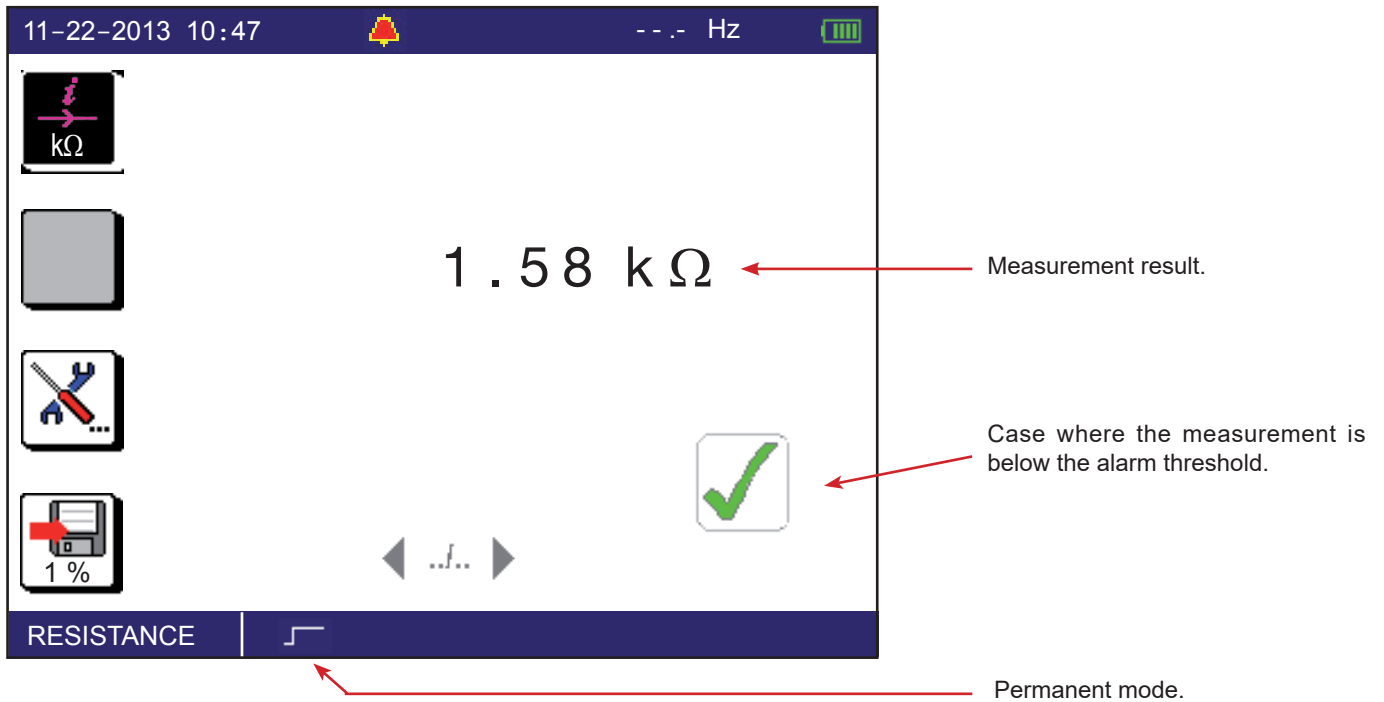 11-22-2013 10:47 --.- Hz
i
kΩ
1.58 kΩ
Measurement result.
...
Case where the measurement is
below the alarm threshold.
1 %
RESISTANCE
Permanent mode.